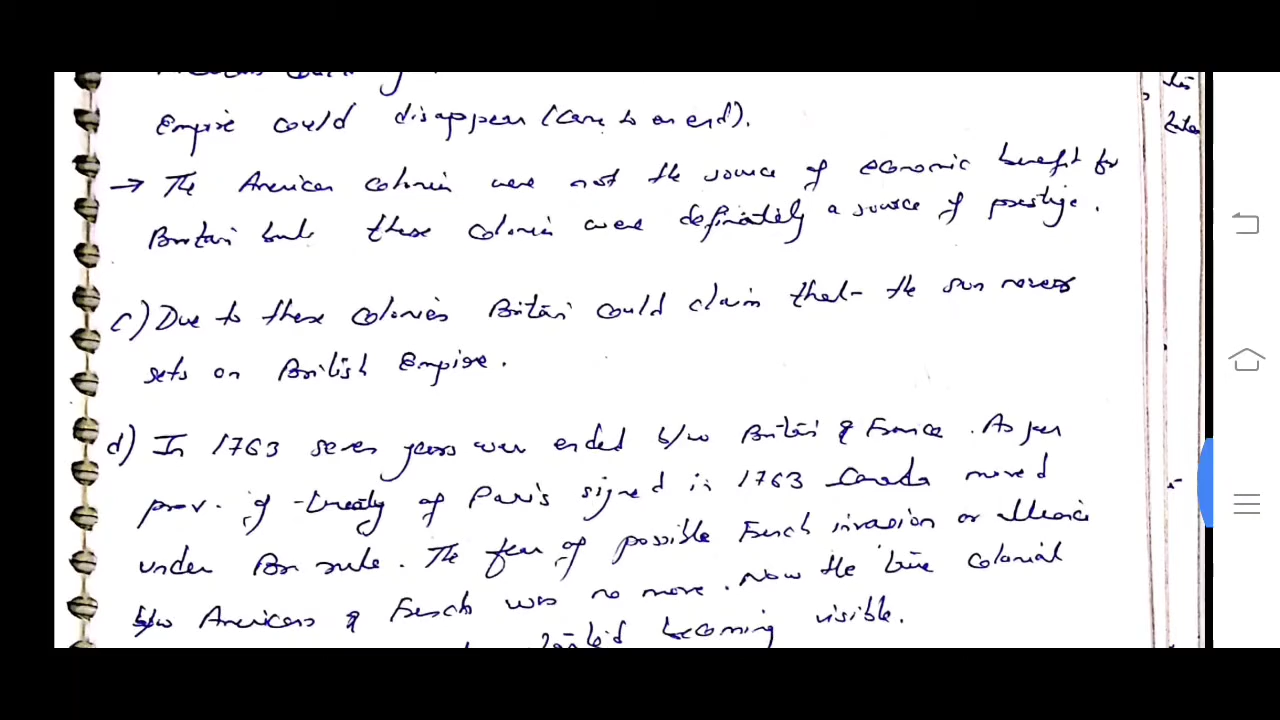 Empire could disappear (came to an end).
→ The American colonies were not the source of economic benefit for
Britain but these colonies were definiately a source of prestige.
c) Due to these colonies Britain could claim that the sun never
sets on British Empire.
d) In 1763 seven years war ended b/w Britain & France. As per
prov. of treaty of Paris signed in 1763 Canada moved
under Br. rule. The fear of possible French invasion or alliance
b/w Americans & French was no more. Now the true colonial
becoming visible.